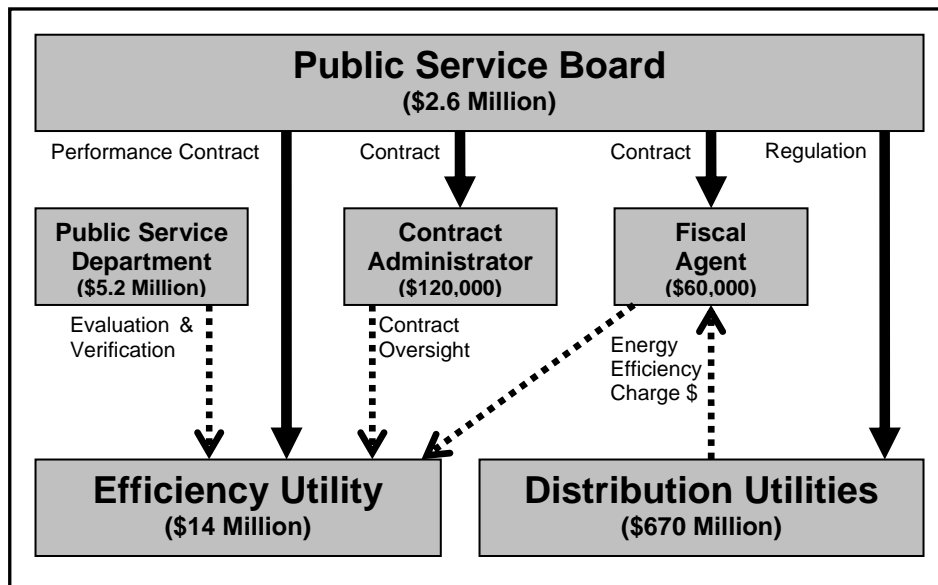 Public Service Board
($2.6 Million)
Performance Contract
Contract
Contract
Regulation
Public Service
Department
($5.2 Million)
Contract
Administrator
($120,000)
Fiscal
Agent
($60,000)
Evaluation &
Verification
Contract
Oversight
Energy
Efficiency
Charge $
Efficiency Utility
($14 Million)
Distribution Utilities
($670 Million)